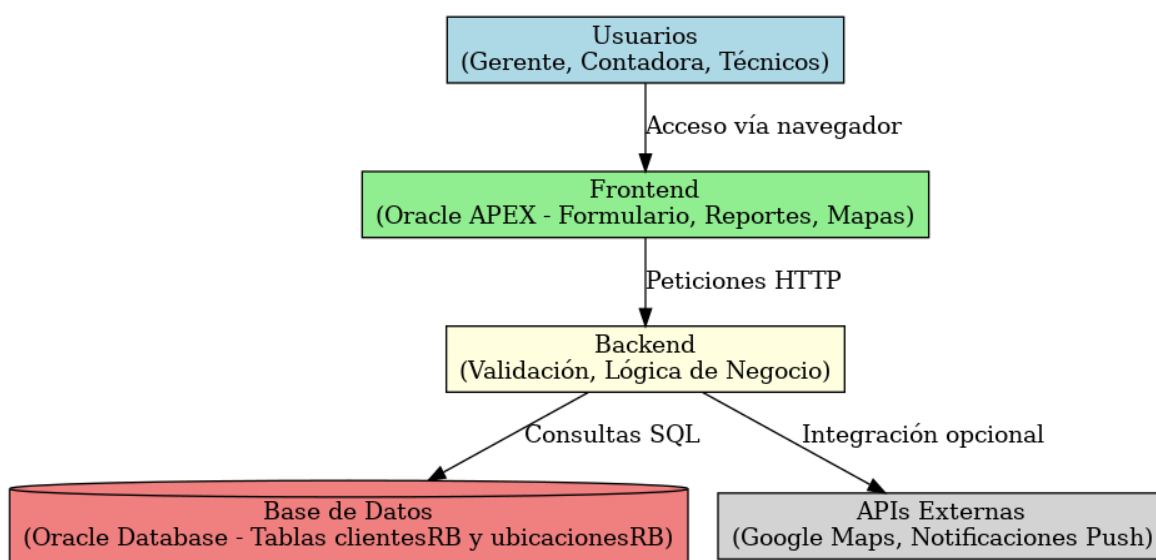 Usuarios
(Gerente, Contadora, Técnicos)
Acceso vía navegador
Frontend
(Oracle APEX - Formulario, Reportes, Mapas)
Peticiones HTTP
Backend
(Validación, Lógica de Negocio)
Consultas SQL
Integración opcional
Base de Datos
(Oracle Database - Tablas clientesRB y ubicacionesRB)
APIs Externas
(Google Maps, Notificaciones Push)